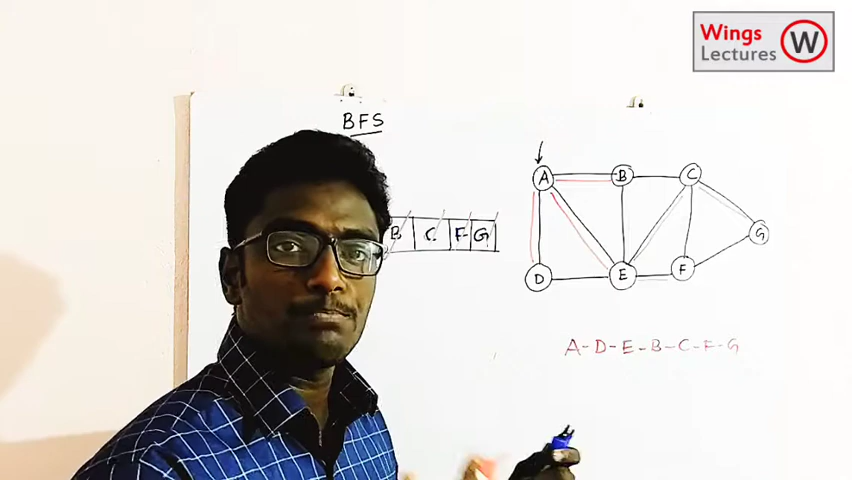 Wings
Lectures W
BFS
A B C
B C F G
G
D E F
A-D-E-B-C-F-G